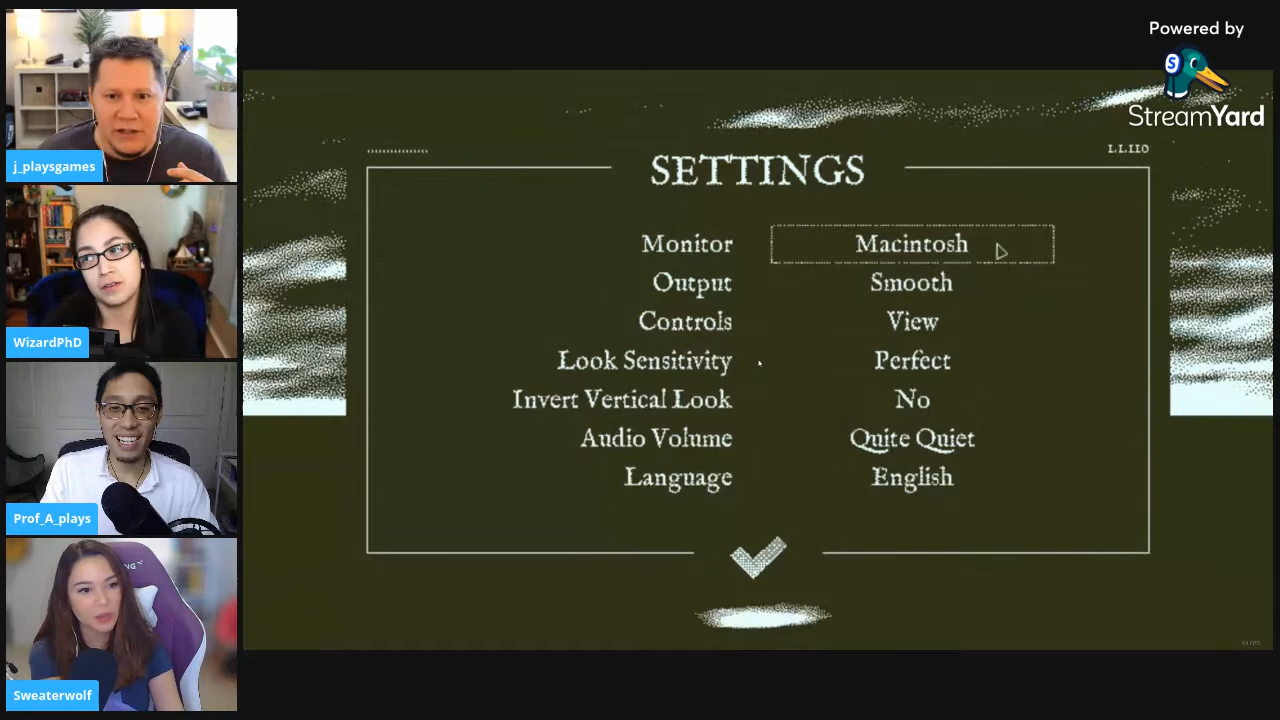 Powered by
StreamYard
j_playsgames
WizardPhD
Prof_A_plays
Sweaterwolf
1.1.110
SETTINGS
Monitor Macintosh
Output Smooth
Controls View
Look Sensitivity Perfect
Invert Vertical Look No
Audio Volume Quite Quiet
Language English